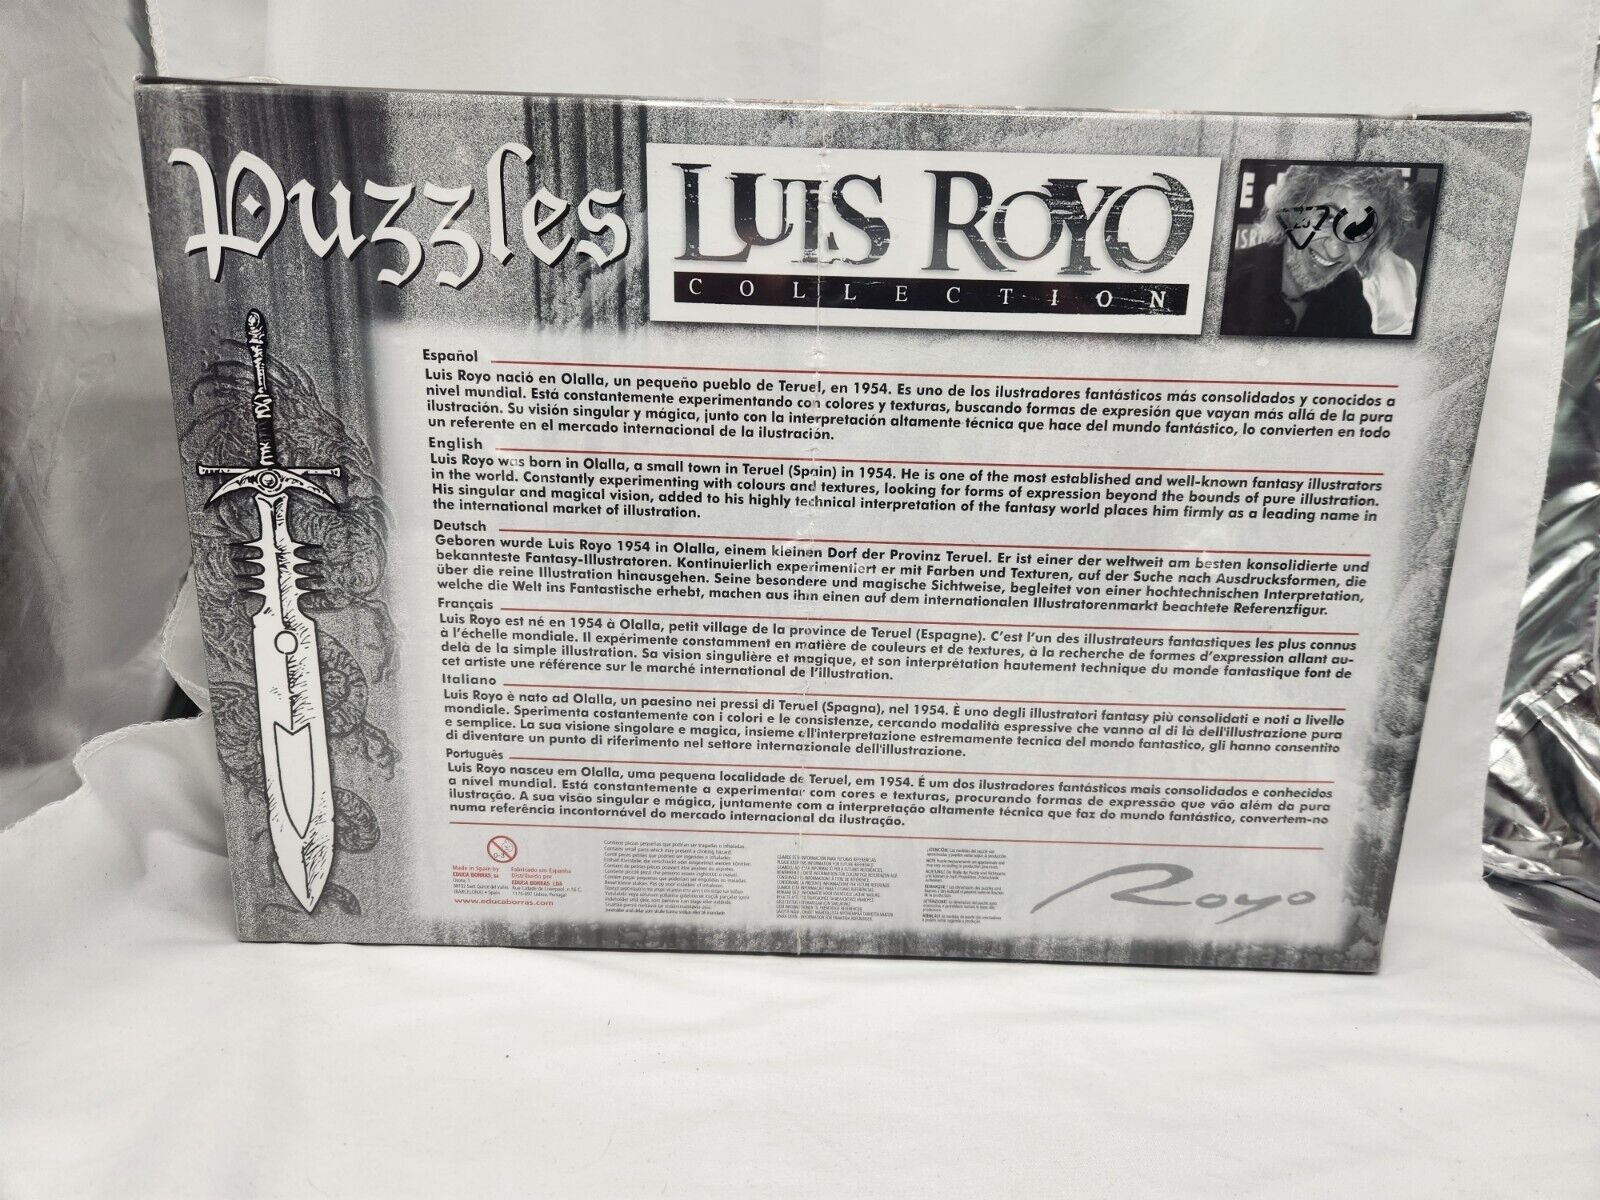 Puzzles
LUIS ROYO
COLLECTION
Español
Luis Royo nació en Olalla, un pequeño pueblo de Teruel, en 1954. Es uno de los ilustradores fantásticos más consolidados y conocidos a
nivel mundial. Está constantemente experimentando con colores y texturas, buscando formas de expresión que vayan más allá de la pura
ilustración. Su visión singular y mágica, junto con la interpretación altamente técnica que hace del mundo fantástico, lo convierten en todo
un referente en el mercado internacional de la ilustración.
English
Luis Royo was born in Olalla, a small town in Teruel (Spain) in 1954. He is one of the most established and well-known fantasy illustrators
in the world. Constantly experimenting with colours and textures, looking for forms of expression beyond the bounds of pure illustration.
His singular and magical vision, added to his highly technical interpretation of the fantasy world places him firmly as a leading name in
the international market of illustration.
Deutsch
Geboren wurde Luis Royo 1954 in Olalla, einem kleinen Dorf der Provinz Teruel. Er ist einer der weltweit am besten konsolidierte und
bekannteste Fantasy-Illustratoren. Kontinuierlich experimentiert er mit Farben und Texturen, auf der Suche nach Ausdrucksformen, die
über die reine Illustration hinausgehen. Seine besondere und magische Sichtweise, begleitet von einer hochtechnischen Interpretation,
welche die Welt ins Fantastische erhebt, machen aus ihm einen auf dem internationalen Illustratorenmarkt beachtete Referenzfigur.
Français
Luis Royo est né en 1954 à Olalla, petit village de la province de Teruel (Espagne). C'est l'un des illustrateurs fantastiques les plus connus
à l'échelle mondiale. Il expérimente constamment en matière de couleurs et de textures, à la recherche de formes d'expression allant au-
delà de la simple illustration. Sa vision singulière et magique, et son interprétation hautement technique du monde fantastique font de
cet artiste une référence sur le marché international de l'illustration.
Italiano
Luis Royo è nato ad Olalla, un paesino nei pressi di Teruel (Spagna), nel 1954. È uno degli illustratori fantasy più consolidati e noti a livello
mondiale. Sperimenta costantemente con i colori e le consistenze, cercando modalità espressive che vanno al di là dell'illustrazione pura
e semplice. La sua visione singolare e magica, insieme all'interpretazione estremamente tecnica del mondo fantastico, gli hanno consentito
di diventare un punto di riferimento nel settore internazionale dell'illustrazione.
Português
Luis Royo nasceu em Olalla, uma pequena localidade de Teruel, em 1954. É um dos ilustradores fantásticos mais consolidados e conhecidos
a nível mundial. Está constantemente a experimentar com cores e texturas, procurando formas de expressão que vão além da pura
ilustração. A sua visão singular e mágica, juntamente com a interpretação altamente técnica que faz do mundo fantástico, convertem-no
numa referência incontornável do mercado internacional da ilustração.
0-3
Made in Spain by
EDUCA BORRAS, sa
Fabricado em Espanha
Distribuído por
EDUCA BORRAS, LDA
www.educaborras.com
Royo